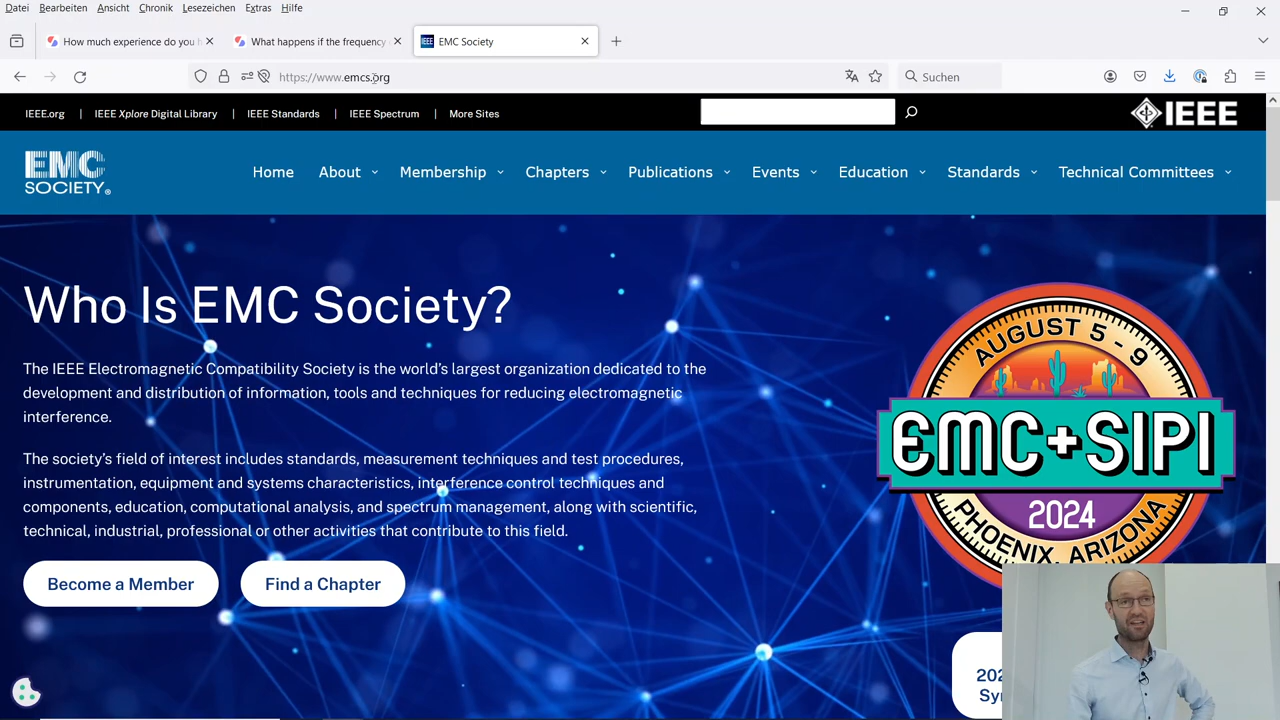 Datei Bearbeiten Ansicht Chronik Lesezeichen Extras Hilfe
How much experience do you h
What happens if the frequency
IEEE
EMC Society
https://www.emcs.org
Suchen
IEEE.org | IEEE Xplore Digital Library | IEEE Standards | IEEE Spectrum | More Sites
IEEE
EMC
SOCIETY®
Home About Membership Chapters Publications Events Education Standards Technical Committees
Who Is EMC Society?
The IEEE Electromagnetic Compatibility Society is the world's largest organization dedicated to the
development and distribution of information, tools and techniques for reducing electromagnetic
interference.
The society's field of interest includes standards, measurement techniques and test procedures,
instrumentation, equipment and systems characteristics, interference control techniques and
components, education, computational analysis, and spectrum management, along with scientific,
technical, industrial, professional or other activities that contribute to this field.
Become a Member
Find a Chapter
AUGUST 5 - 9
EMC+SIPI
2024
PHOENIX, ARIZONA
202
Syn